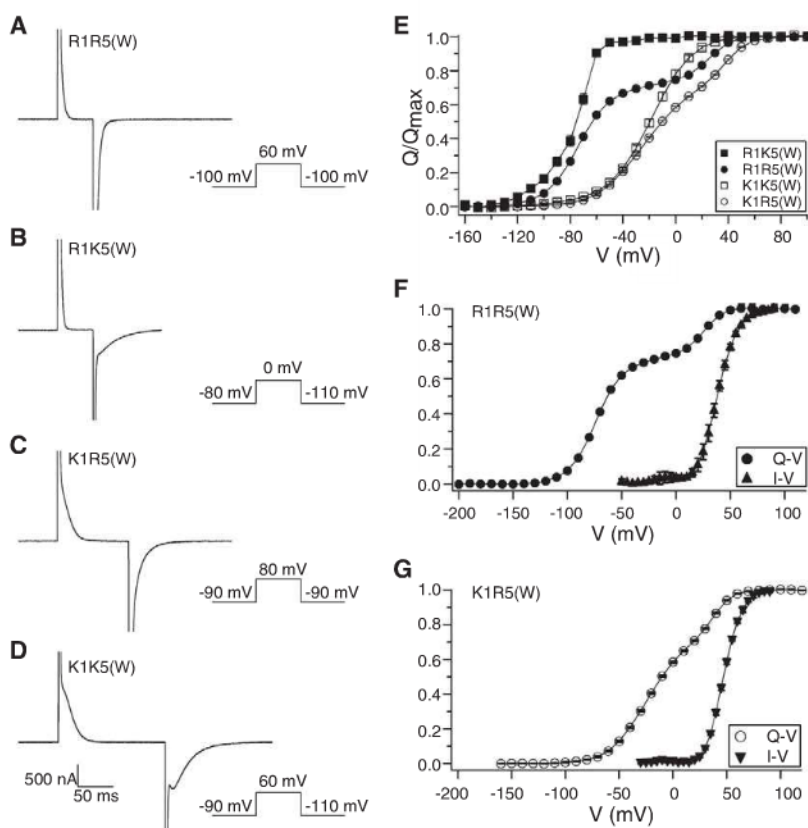 A
R1R5(W)
60 mV
-100 mV
-100 mV
B
R1K5(W)
0 mV
-80 mV
-110 mV
C
K1R5(W)
80 mV
-90 mV
-90 mV
D
K1K5(W)
500 nA
50 ms
60 mV
-90 mV
-110 mV
E
Q/Qmax
1.0
0.8
0.6
0.4
0.2
0.0
R1K5(W)
R1R5(W)
K1K5(W)
K1R5(W)
-160 -120 -80 -40 0 40 80
V (mV)
F
R1R5(W)
1.0
0.8
0.6
0.4
0.2
0.0
Q-V
I-V
-200 -150 -100 -50 0 50 100
V (mV)
G
K1R5(W)
1.0
0.8
0.6
0.4
0.2
0.0
Q-V
I-V
-200 -150 -100 -50 0 50 100
V (mV)